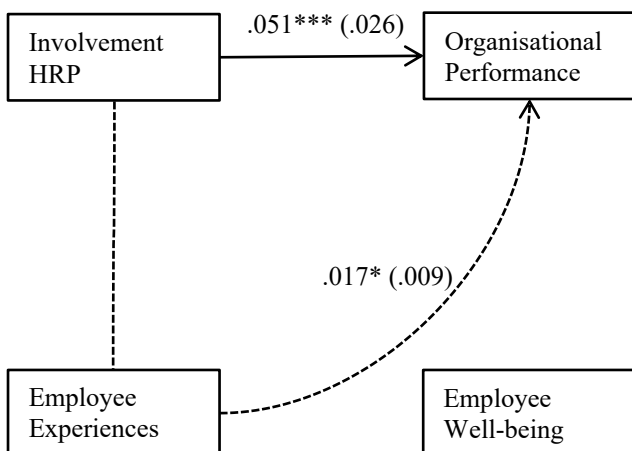 .051*** (.026)
Involvement
HRP
Organisational
Performance
.017* (.009)
Employee
Experiences
Employee
Well-being